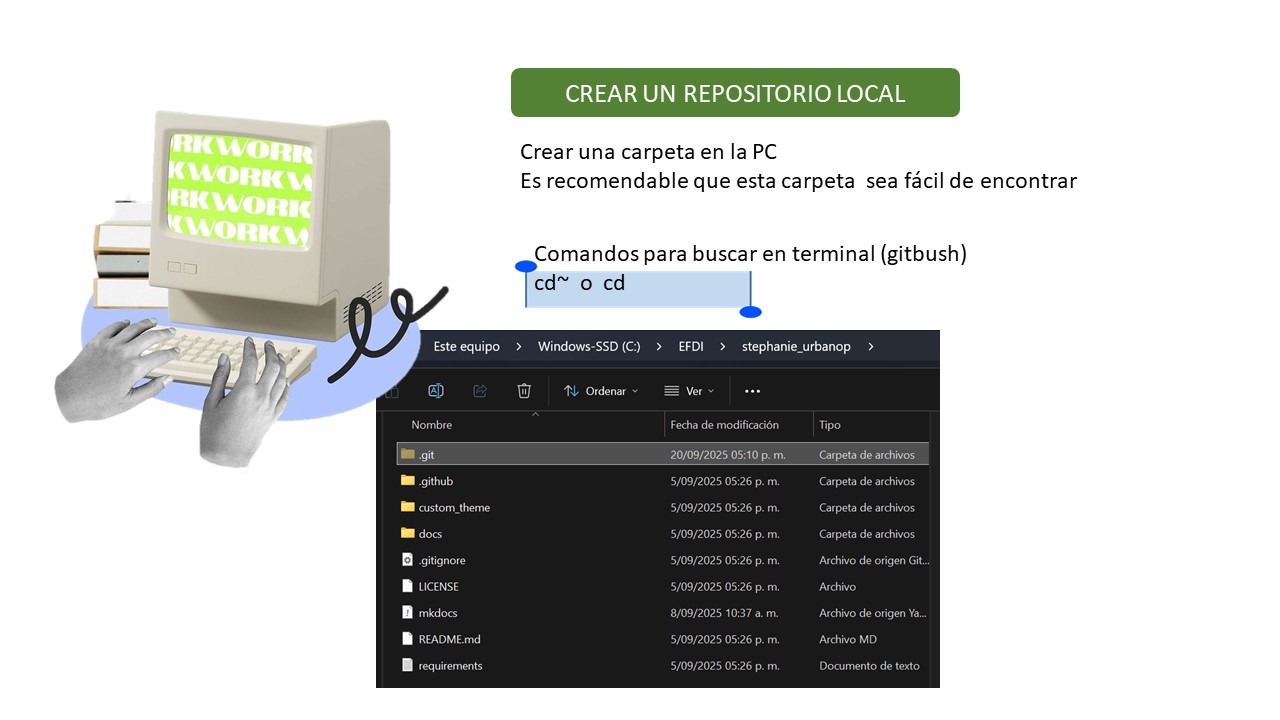 CREAR UN REPOSITORIO LOCAL
Crear una carpeta en la PC
Es recomendable que esta carpeta sea fácil de encontrar
RKWORK
KWORKW
RKWORK
KWORKW
Comandos para buscar en terminal (gitbush)
cd~ o cd
Este equipo > Windows-SSD (C:) > EFDI > stephanie_urbanop >
Ordenar Ver ...
Nombre Fecha de modificación Tipo
.git 20/09/2025 05:10 p. m. Carpeta de archivos
.github 5/09/2025 05:26 p. m. Carpeta de archivos
custom_theme 5/09/2025 05:26 p. m. Carpeta de archivos
docs 5/09/2025 05:26 p. m. Carpeta de archivos
.gitignore 5/09/2025 05:26 p. m. Archivo de origen Git...
LICENSE 5/09/2025 05:26 p. m. Archivo
mkdocs 8/09/2025 10:37 a. m. Archivo de origen Ya...
README.md 5/09/2025 05:26 p. m. Archivo MD
requirements 5/09/2025 05:26 p. m. Documento de texto